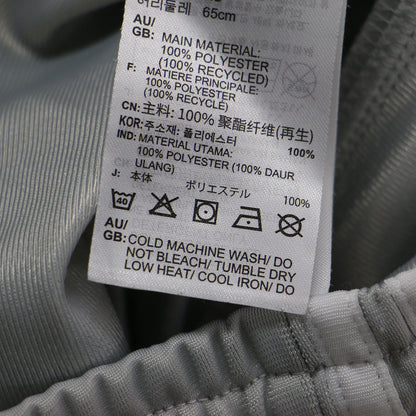 허리둘레 65cm
AU/
GB: MAIN MATERIAL:
100% POLYESTER
(100% RECYCLED)
F: MATIERE PRINCIPALE:
100% POLYESTER
(100% RECYCLE)
CN: 主料: 100% 聚酯纤维(再生)
KOR: 주소재: 폴리에스터 100%
IND: MATERIAL UTAMA:
100% POLYESTER (100% DAUR
ULANG)
J: 本体 ポリエステル 100%
40
AU/
GB: COLD MACHINE WASH/ DO
NOT BLEACH/ TUMBLE DRY
LOW HEAT/ COOL IRON/ DO